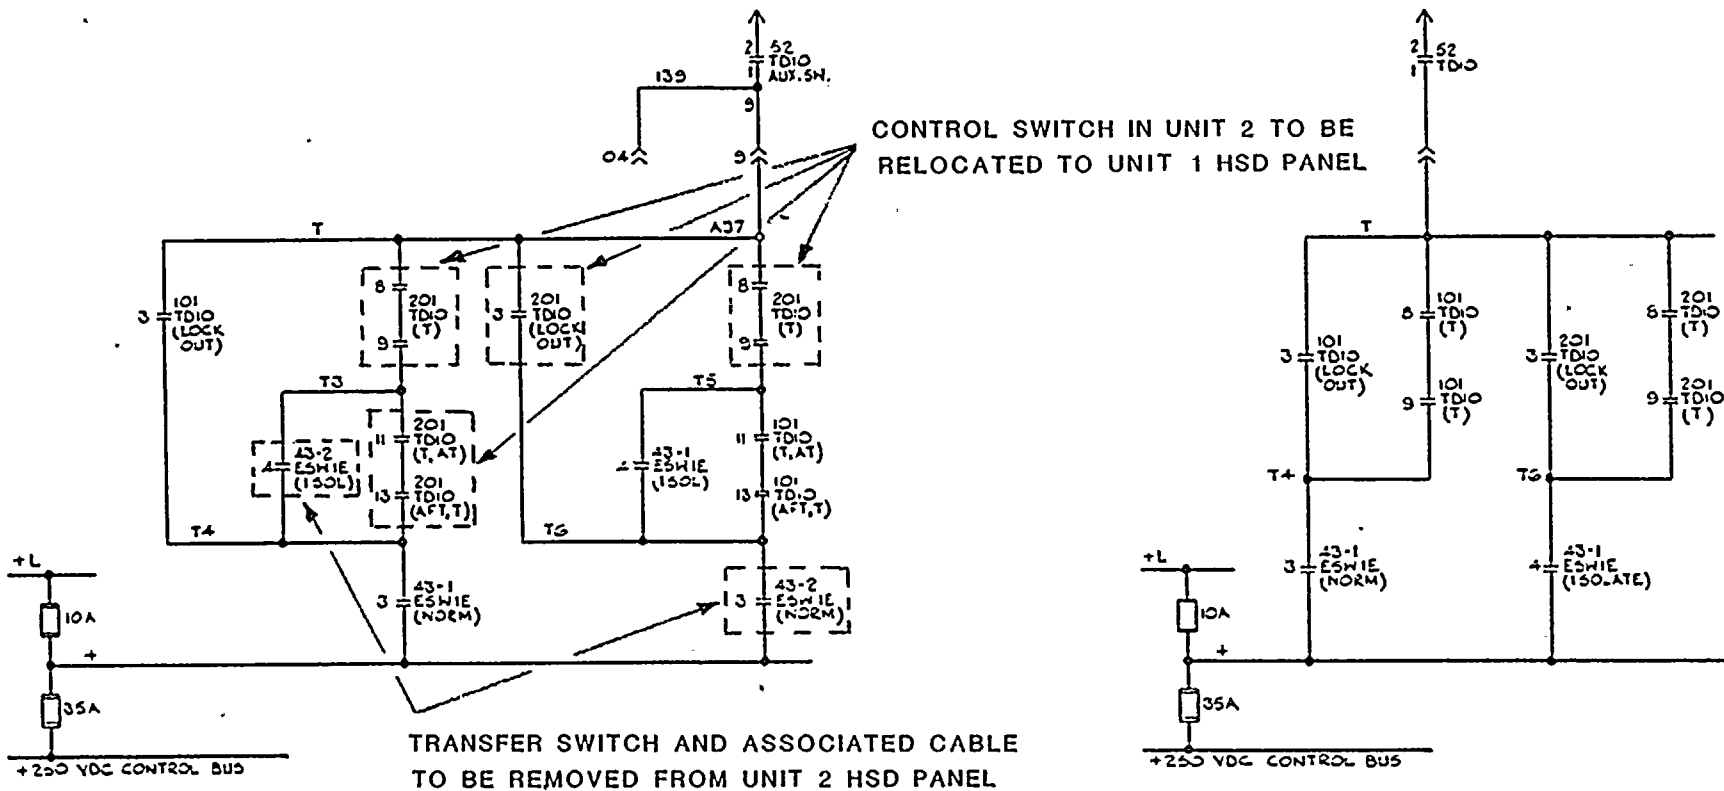 2
1
52
TD10
AUX.SW.
139
9
04
9
CONTROL SWITCH IN UNIT 2 TO BE
RELOCATED TO UNIT 1 HSD PANEL
T
A37
3
101
TD10
(LOCK
OUT)
8
201
TD10
(T)
9
3
201
TD10
(LOCK
OUT)
8
201
TD10
(T)
9
T3
T5
4
43-2
ESW1E
(ISOL)
11
201
TD10
(T,AT)
13
201
TD10
(AFT,T)
43-1
ESW1E
(ISOL)
11
101
TD10
(T,AT)
13
101
TD10
(AFT,T)
T4
T6
3
43-1
ESW1E
(NORM)
3
43-2
ESW1E
(NORM)
+L
10A
+
35A
+250 VDC CONTROL BUS
TRANSFER SWITCH AND ASSOCIATED CABLE
TO BE REMOVED FROM UNIT 2 HSD PANEL
2
1
52
TD10
T
3
101
TD10
(LOCK
OUT)
8
101
TD10
(T)
9
101
TD10
(T)
3
201
TD10
(LOCK
OUT)
8
201
TD10
(T)
9
201
TD10
(T)
T4
T6
3
43-1
ESW1E
(NORM)
4
43-1
ESW1E
(ISOLATE)
+L
10A
+
35A
+250 VDC CONTROL BUS